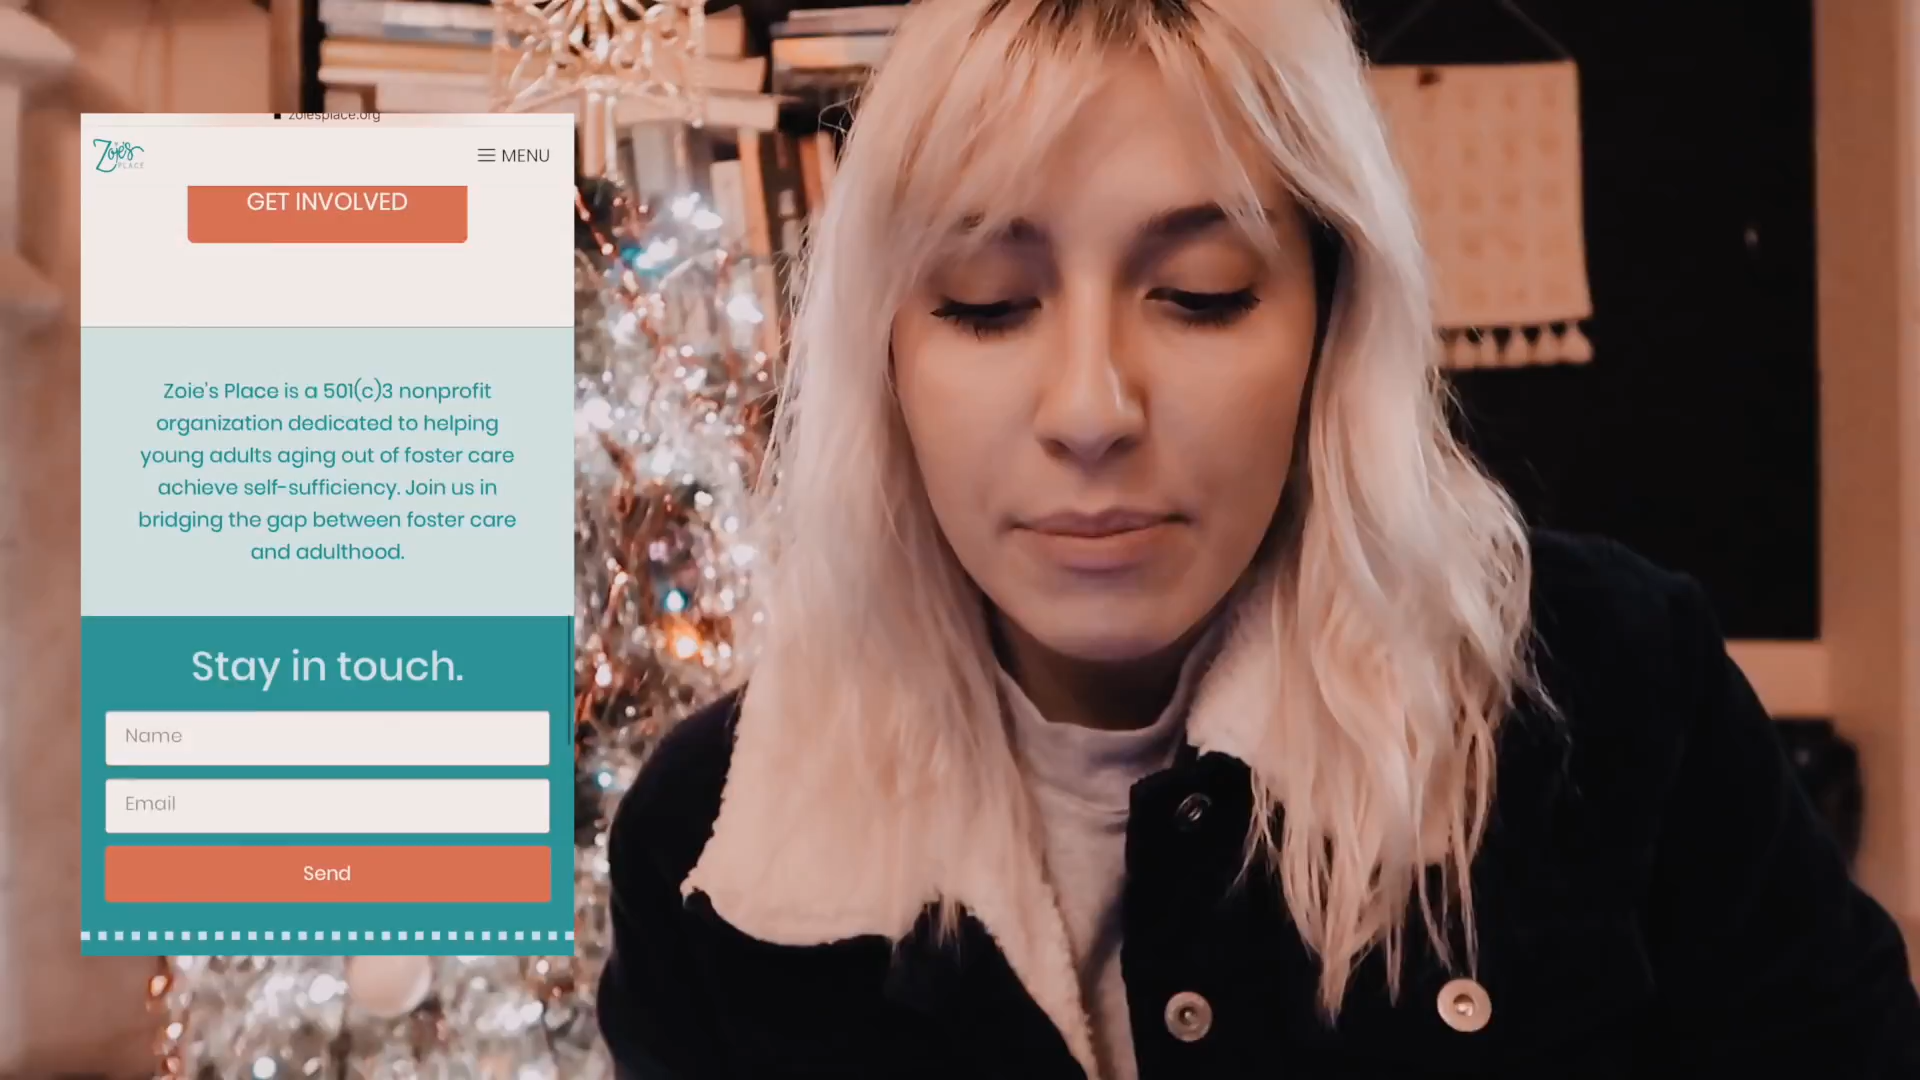 zoiesplace.org
Zoie's
PLACE
MENU
GET INVOLVED
Zoie's Place is a 501(c)3 nonprofit
organization dedicated to helping
young adults aging out of foster care
achieve self-sufficiency. Join us in
bridging the gap between foster care
and adulthood.
Stay in touch.
Name
Email
Send